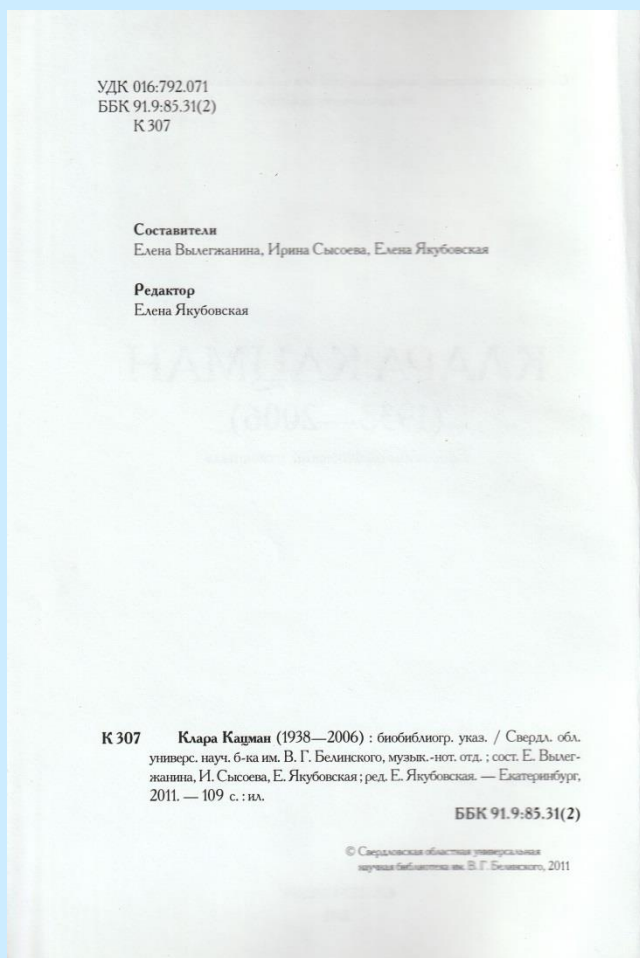 УДК 016:792.071
ББК 91.9:85.31(2)
К 307
Составители
Елена Вылегжанина, Ирина Сысоева, Елена Якубовская
Редактор
Елена Якубовская
К 307 Клара Кацман (1938—2006) : биобиблиогр. указ. / Свердл. обл.
универс. науч. б-ка им. В. Г. Белинского, музык.-нот. отд. ; сост. Е. Вылег-
жанина, И. Сысоева, Е. Якубовская ; ред. Е. Якубовская. — Екатеринбург,
2011. — 109 с. : ил.
ББК 91.9:85.31(2)
© Свердловская областная универсальная
научная библиотека им. В. Г. Белинского, 2011